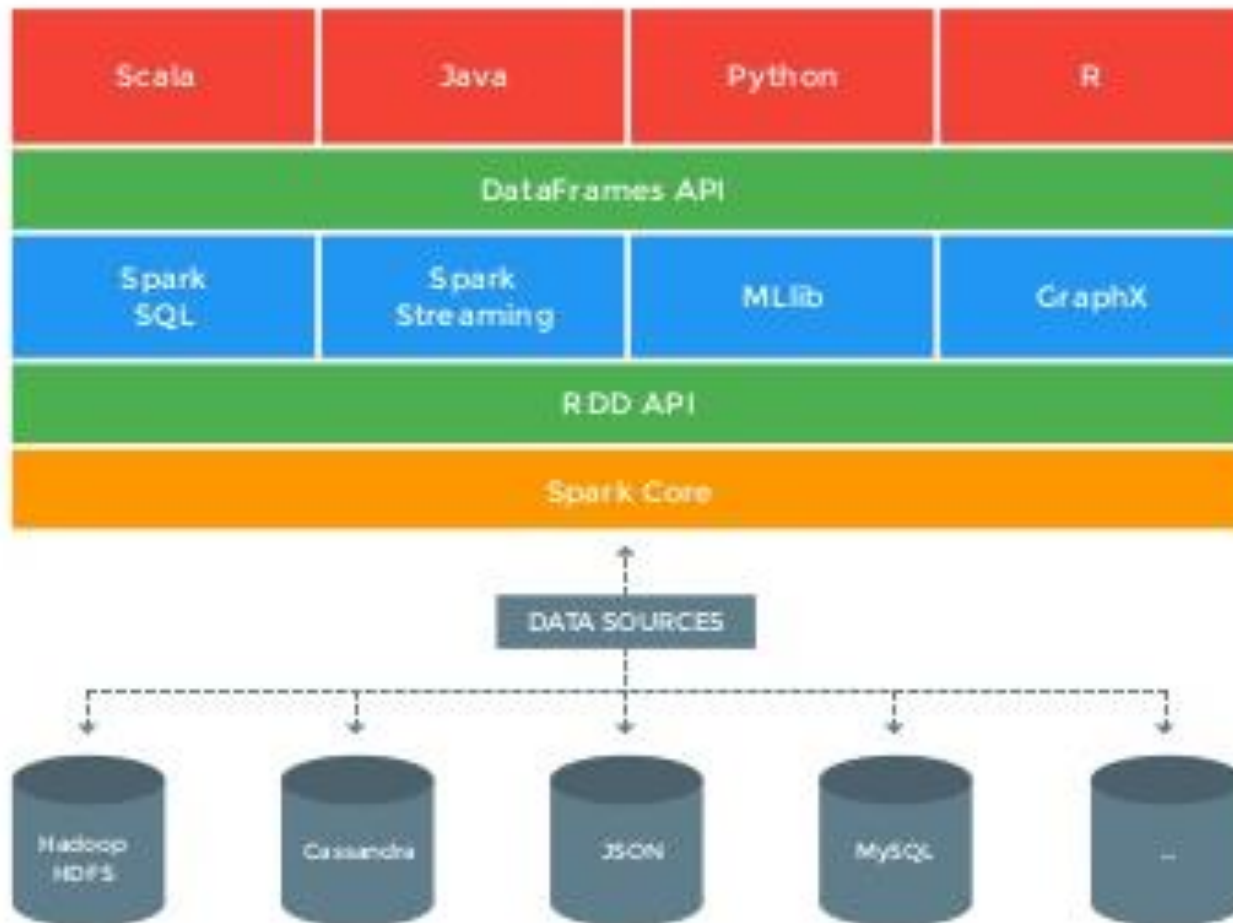 Scala
Java
Python
R
DataFrames API
Spark
SQL
Spark
Streaming
MLlib
GraphX
RDD API
Spark Core
DATA SOURCES
Hadoop
HDFS
Cassandra
JSON
MySQL
...